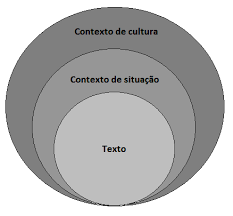 Contexto de cultura
Contexto de situação
Texto